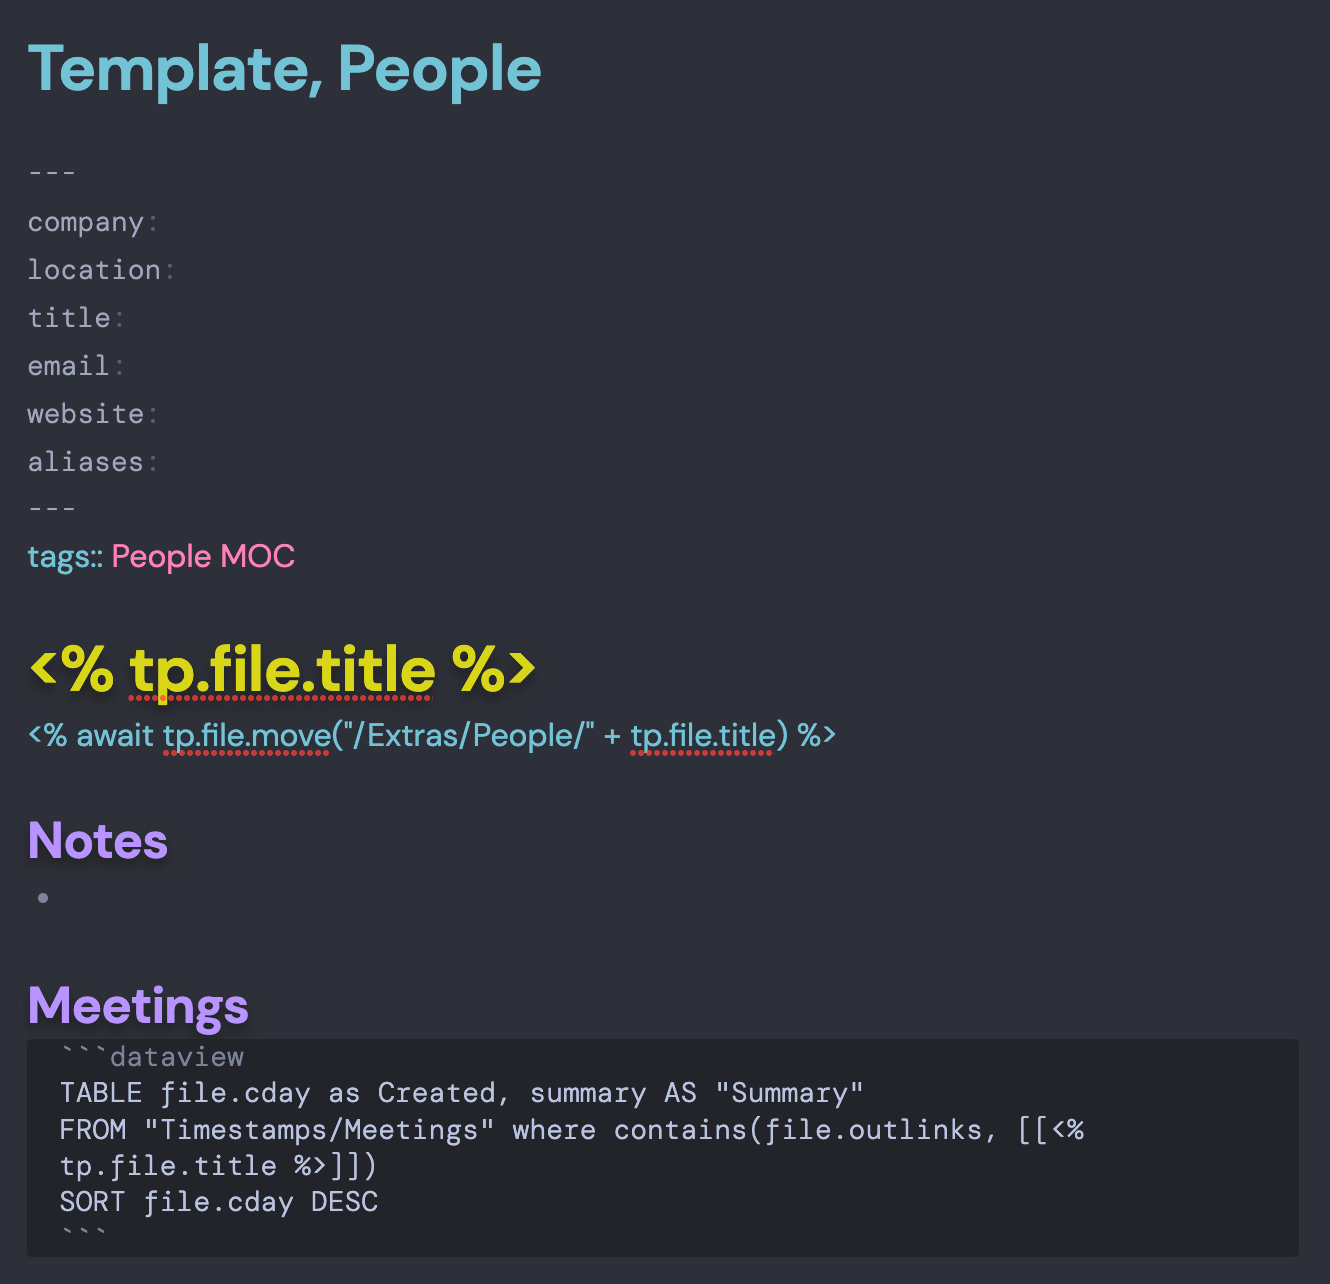 Template, People
---
company:
location:
title:
email:
website:
aliases:
---
tags:: People MOC
<% tp.file.title %>
<% await tp.file.move("/Extras/People/" + tp.file.title) %>
Notes
Meetings
```dataview
TABLE file.cday as Created, summary AS "Summary"
FROM "Timestamps/Meetings" where contains(file.outlinks, [[<%
tp.file.title %>]])
SORT file.cday DESC
```